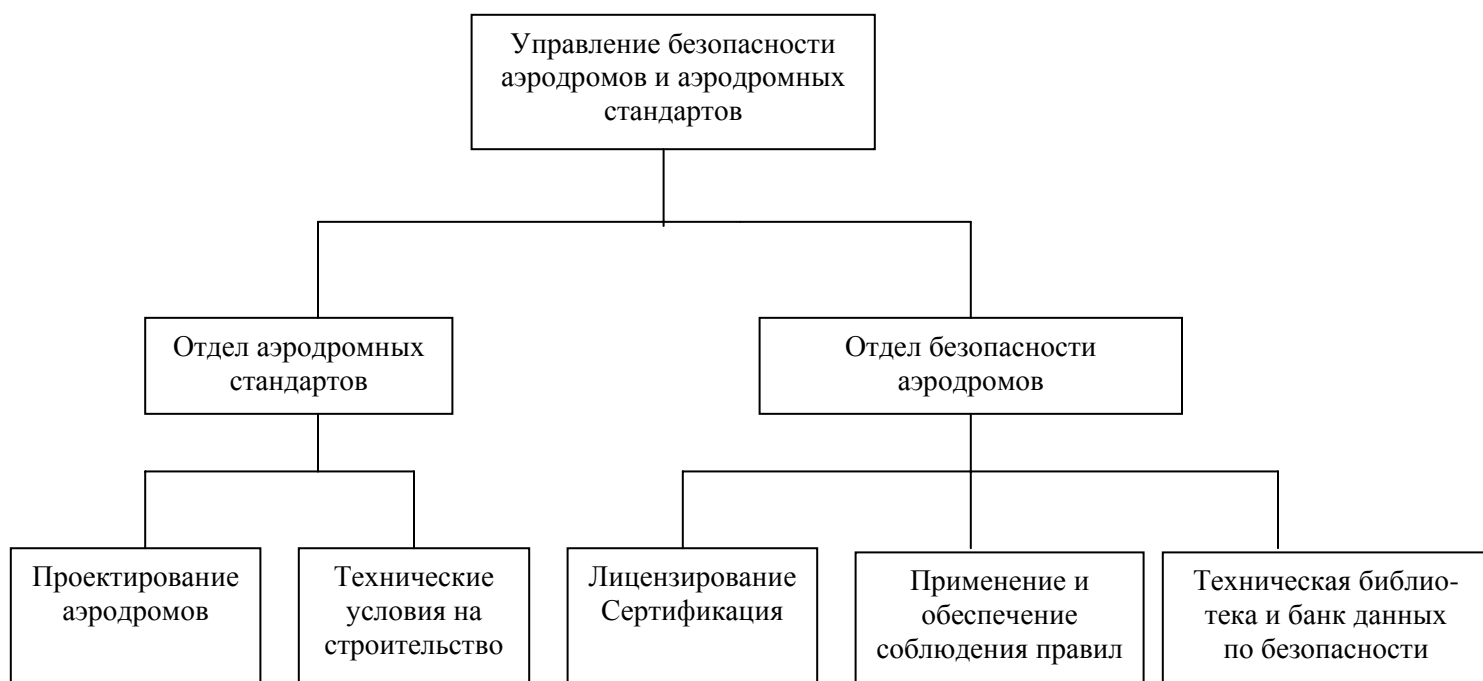 Управление безопасности
аэродромов и аэродромных
стандартов
Отдел аэродромных
стандартов
Отдел безопасности
аэродромов
Проектирование
аэродромов
Технические
условия на
строительство
Лицензирование
Сертификация
Применение и
обеспечение
соблюдения правил
Техническая библио-
тека и банк данных
по безопасности